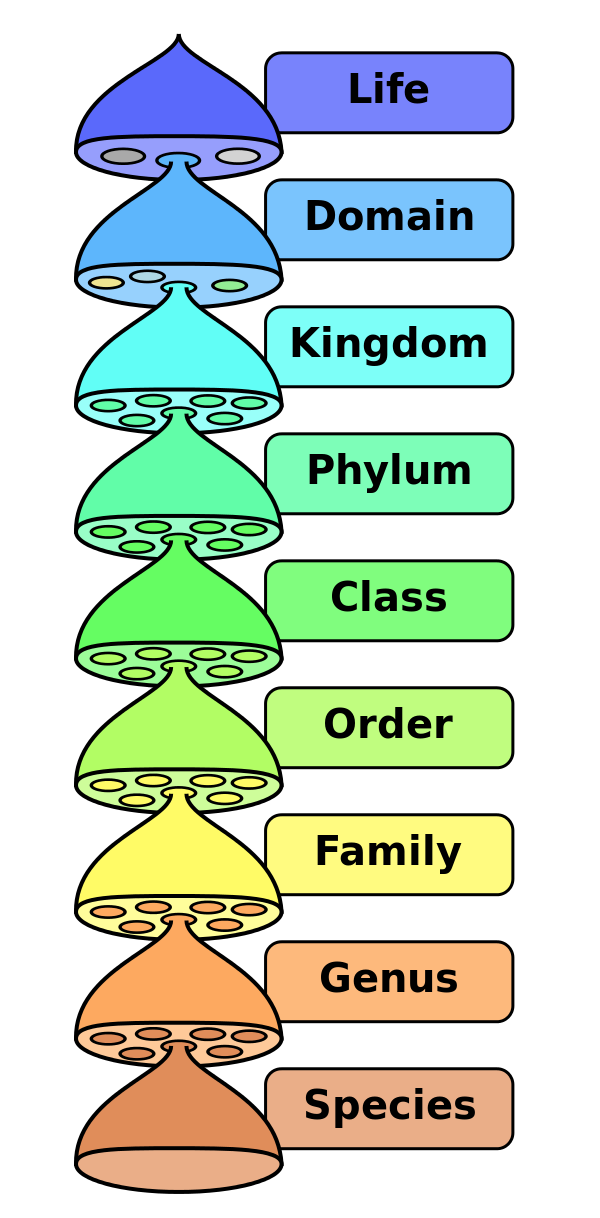 Life
Domain
Kingdom
Phylum
Class
Order
Family
Genus
Species